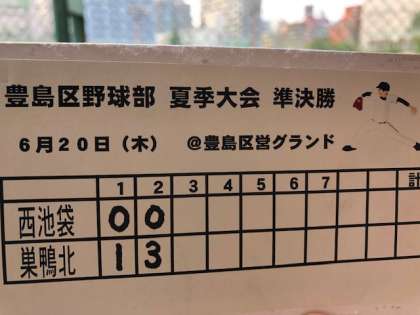 豊島区野球部 夏季大会 準決勝
6月20日（木） @豊島区営グランド
1 2 3 4 5 6 7 計
西池袋 0 0
巣鴨北 1 3